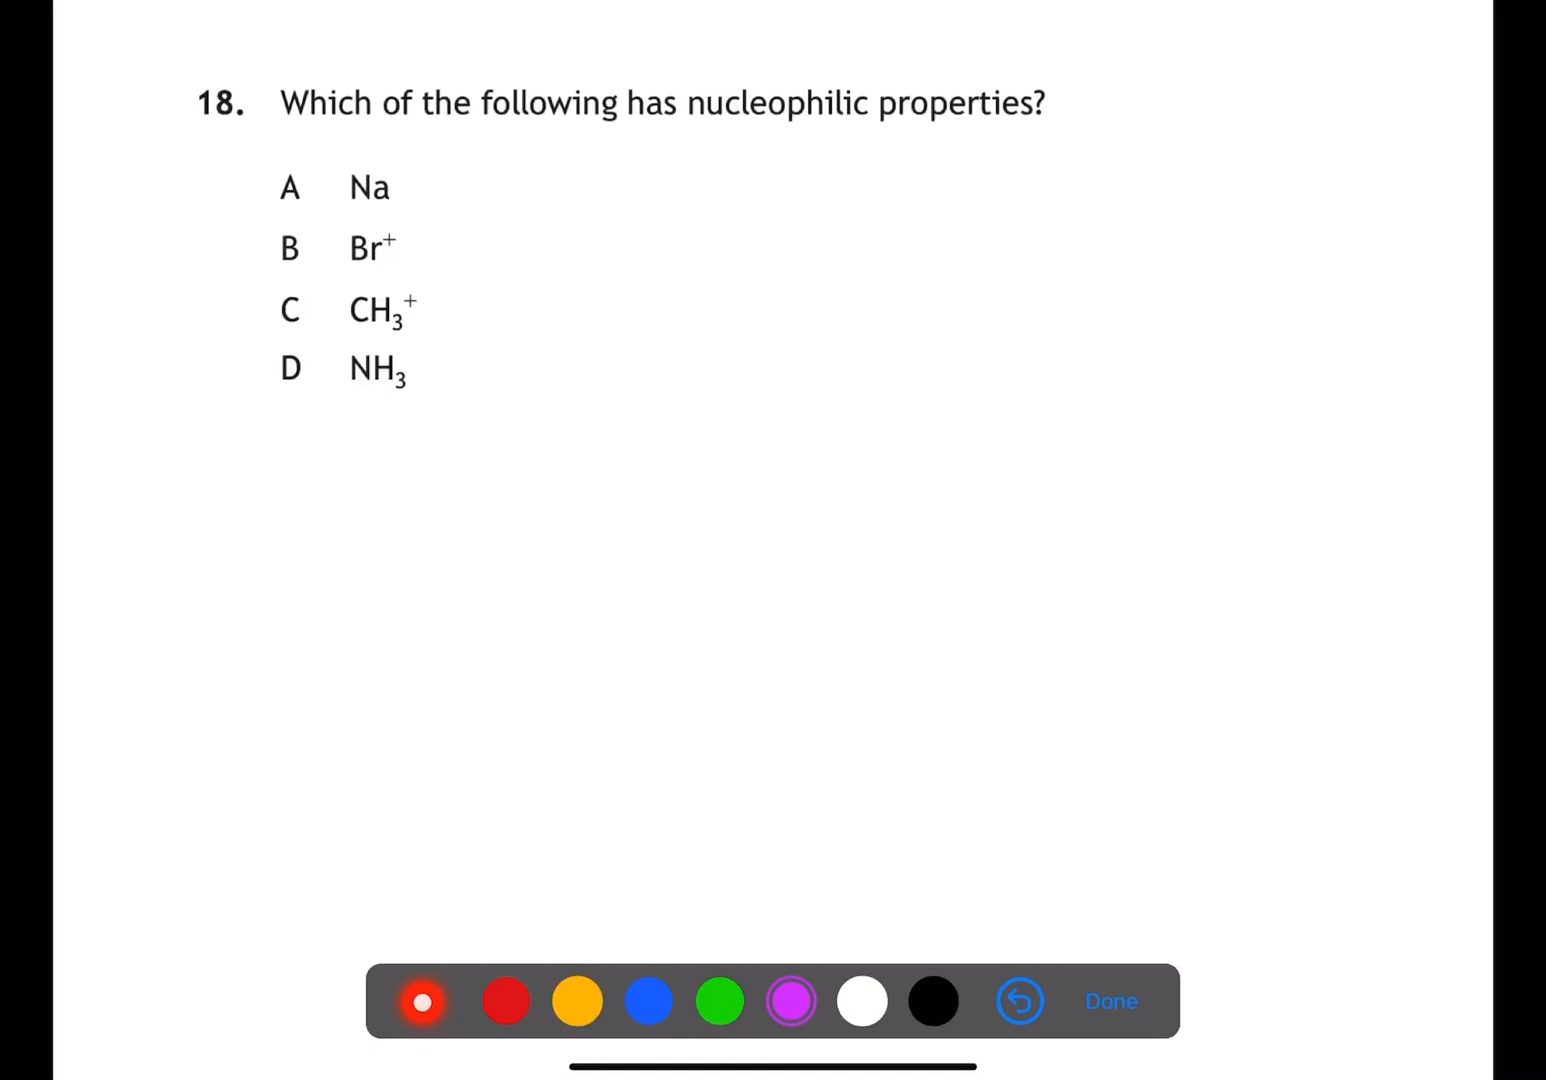 18. Which of the following has nucleophilic properties?
A Na
B Br⁺
C CH₃⁺
D NH₃
Done